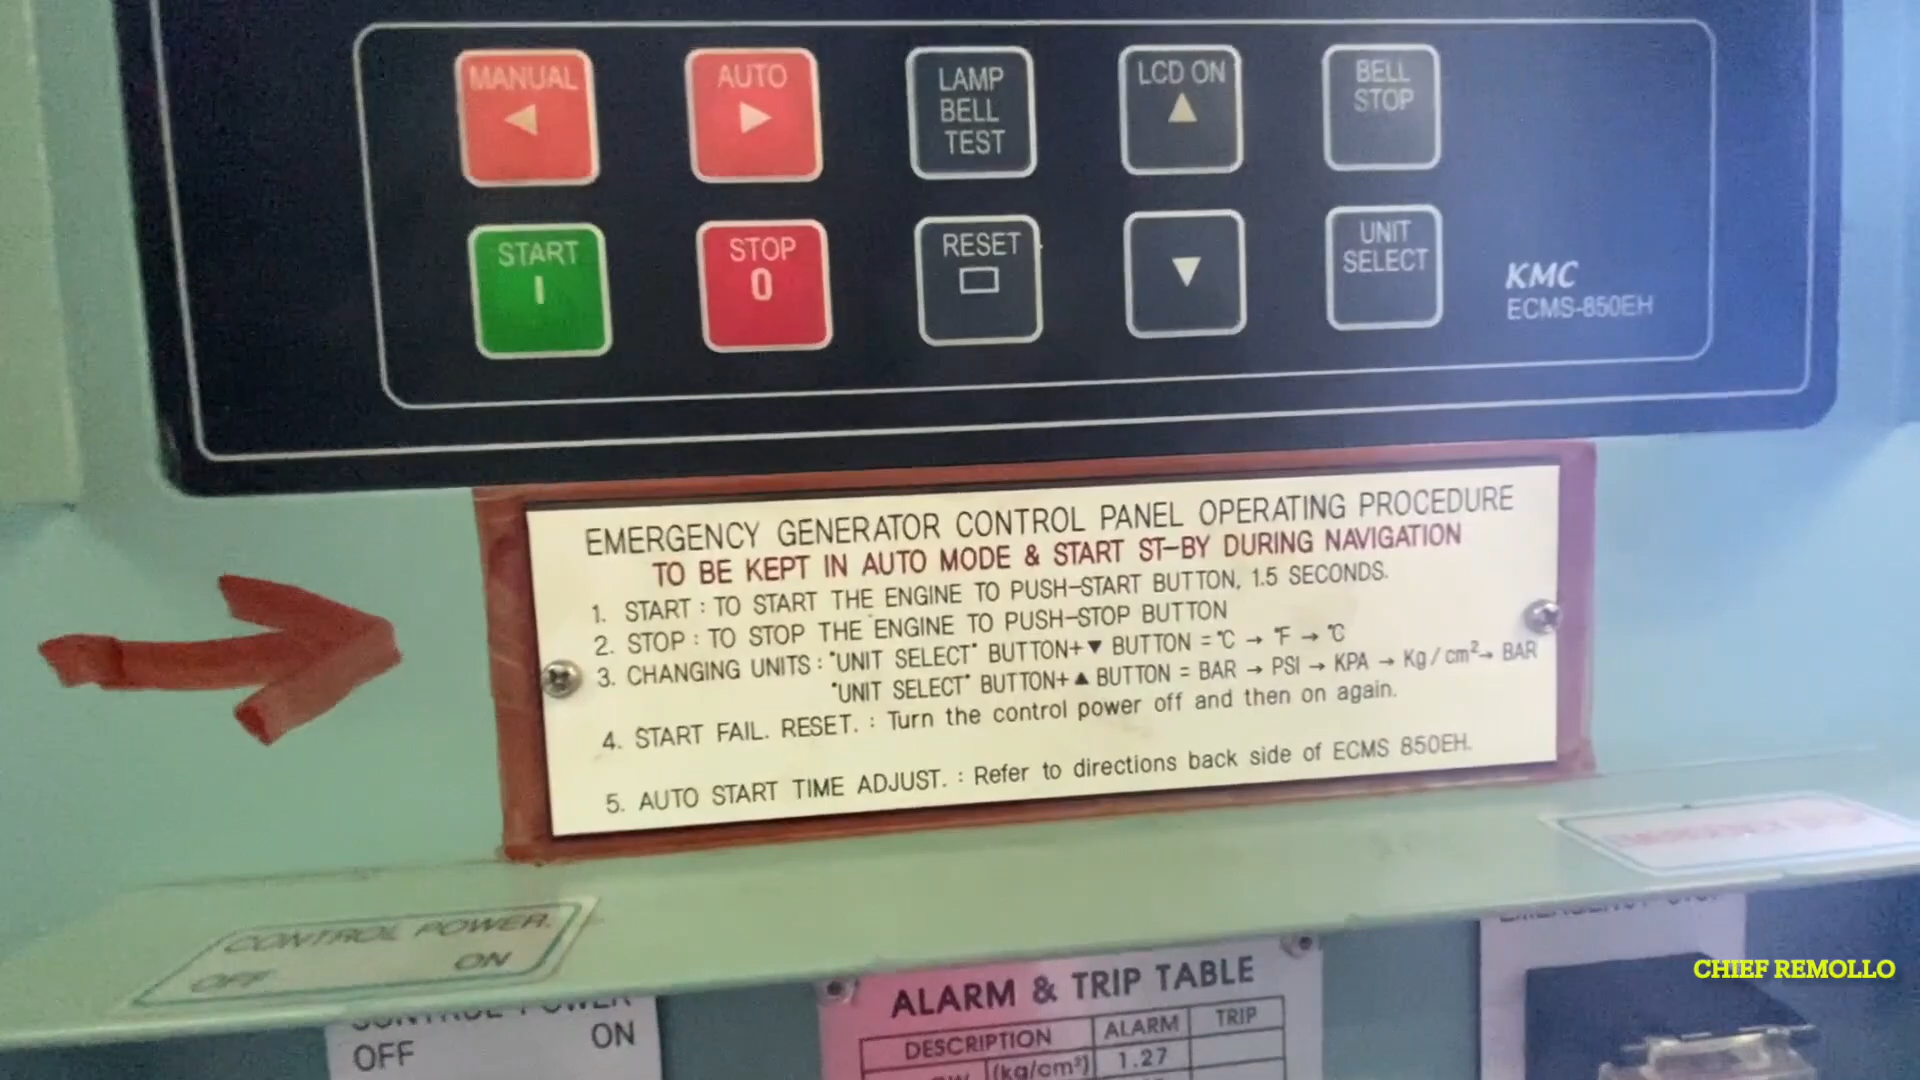 MANUAL
AUTO
LAMP
BELL
TEST
LCD ON
BELL
STOP
START
I
STOP
0
RESET
UNIT
SELECT
KMC
ECMS-850EH
EMERGENCY GENERATOR CONTROL PANEL OPERATING PROCEDURE
TO BE KEPT IN AUTO MODE & START ST-BY DURING NAVIGATION
1. START : TO START THE ENGINE TO PUSH-START BUTTON, 1.5 SECONDS.
2. STOP : TO STOP THE ENGINE TO PUSH-STOP BUTTON
3. CHANGING UNITS : "UNIT SELECT" BUTTON+▼ BUTTON = ℃ → ℉ → ℃
"UNIT SELECT" BUTTON+▲ BUTTON = BAR → PSI → KPA → Kg/cm²→ BAR
4. START FAIL. RESET. : Turn the control power off and then on again.
5. AUTO START TIME ADJUST. : Refer to directions back side of ECMS 850EH.
CONTROL POWER.
OFF ON
CONTROL POWER
OFF ON
ALARM & TRIP TABLE
DESCRIPTION ALARM TRIP
(kg/cm²) 1.27
CHIEF REMOLLO